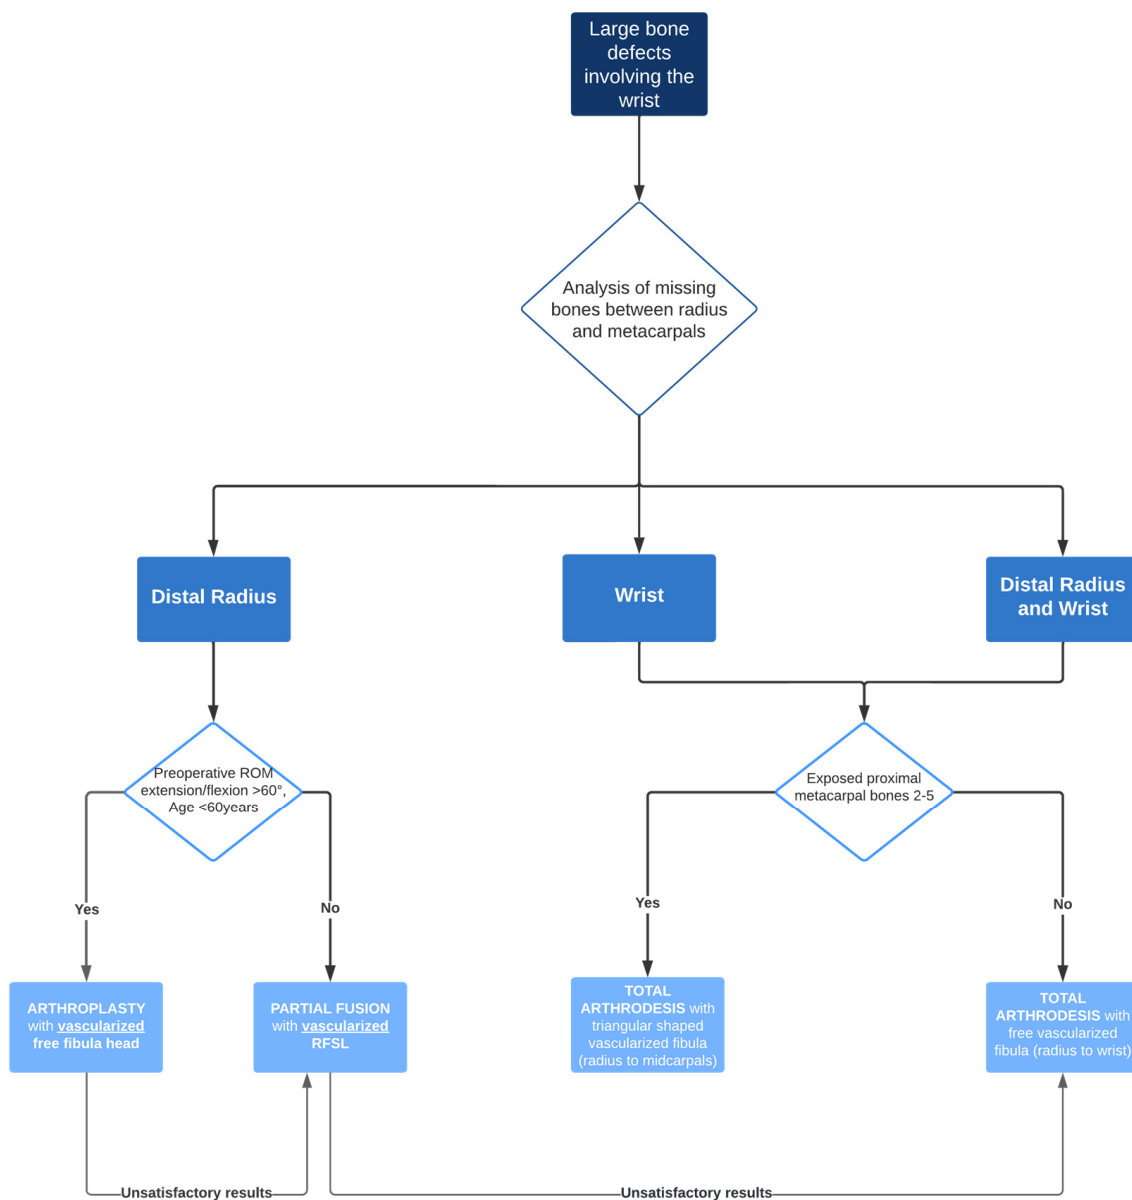 Large bone
defects
involving the
wrist
Analysis of missing
bones between radius
and metacarpals
Distal Radius
Wrist
Distal Radius
and Wrist
Preoperative ROM
extension/flexion >60°,
Age <60years
Exposed proximal
metacarpal bones 2-5
Yes
No
Yes
No
ARTHROPLASTY
with vascularized
free fibula head
PARTIAL FUSION
with vascularized
RFSL
TOTAL
ARTHRODESIS with
triangular shaped
vascularized fibula
(radius to midcarpals)
TOTAL
ARTHRODESIS with
free vascularized
fibula (radius to wrist)
Unsatisfactory results
Unsatisfactory results